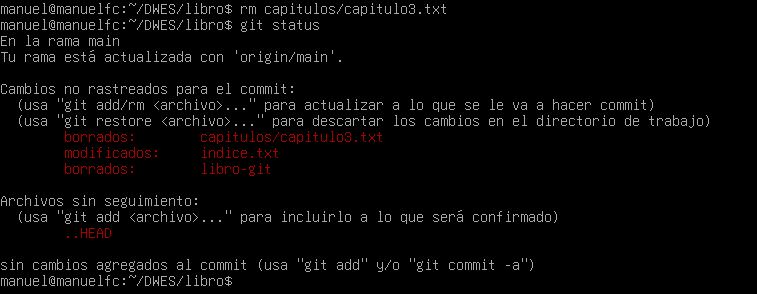 manuel@manuelfc:~/DWES/libro$ rm capitulos/capitulo3.txt
manuel@manuelfc:~/DWES/libro$ git status
En la rama main
Tu rama está actualizada con 'origin/main'.
Cambios no rastreados para el commit:
(usa "git add/rm <archivo>..." para actualizar a lo que se le va a hacer commit)
(usa "git restore <archivo>..." para descartar los cambios en el directorio de trabajo)
borrados: capitulos/capitulo3.txt
modificados: indice.txt
borrados: libro-git
Archivos sin seguimiento:
(usa "git add <archivo>..." para incluirlo a lo que será confirmado)
..HEAD
sin cambios agregados al commit (usa "git add" y/o "git commit -a")
manuel@manuelfc:~/DWES/libro$